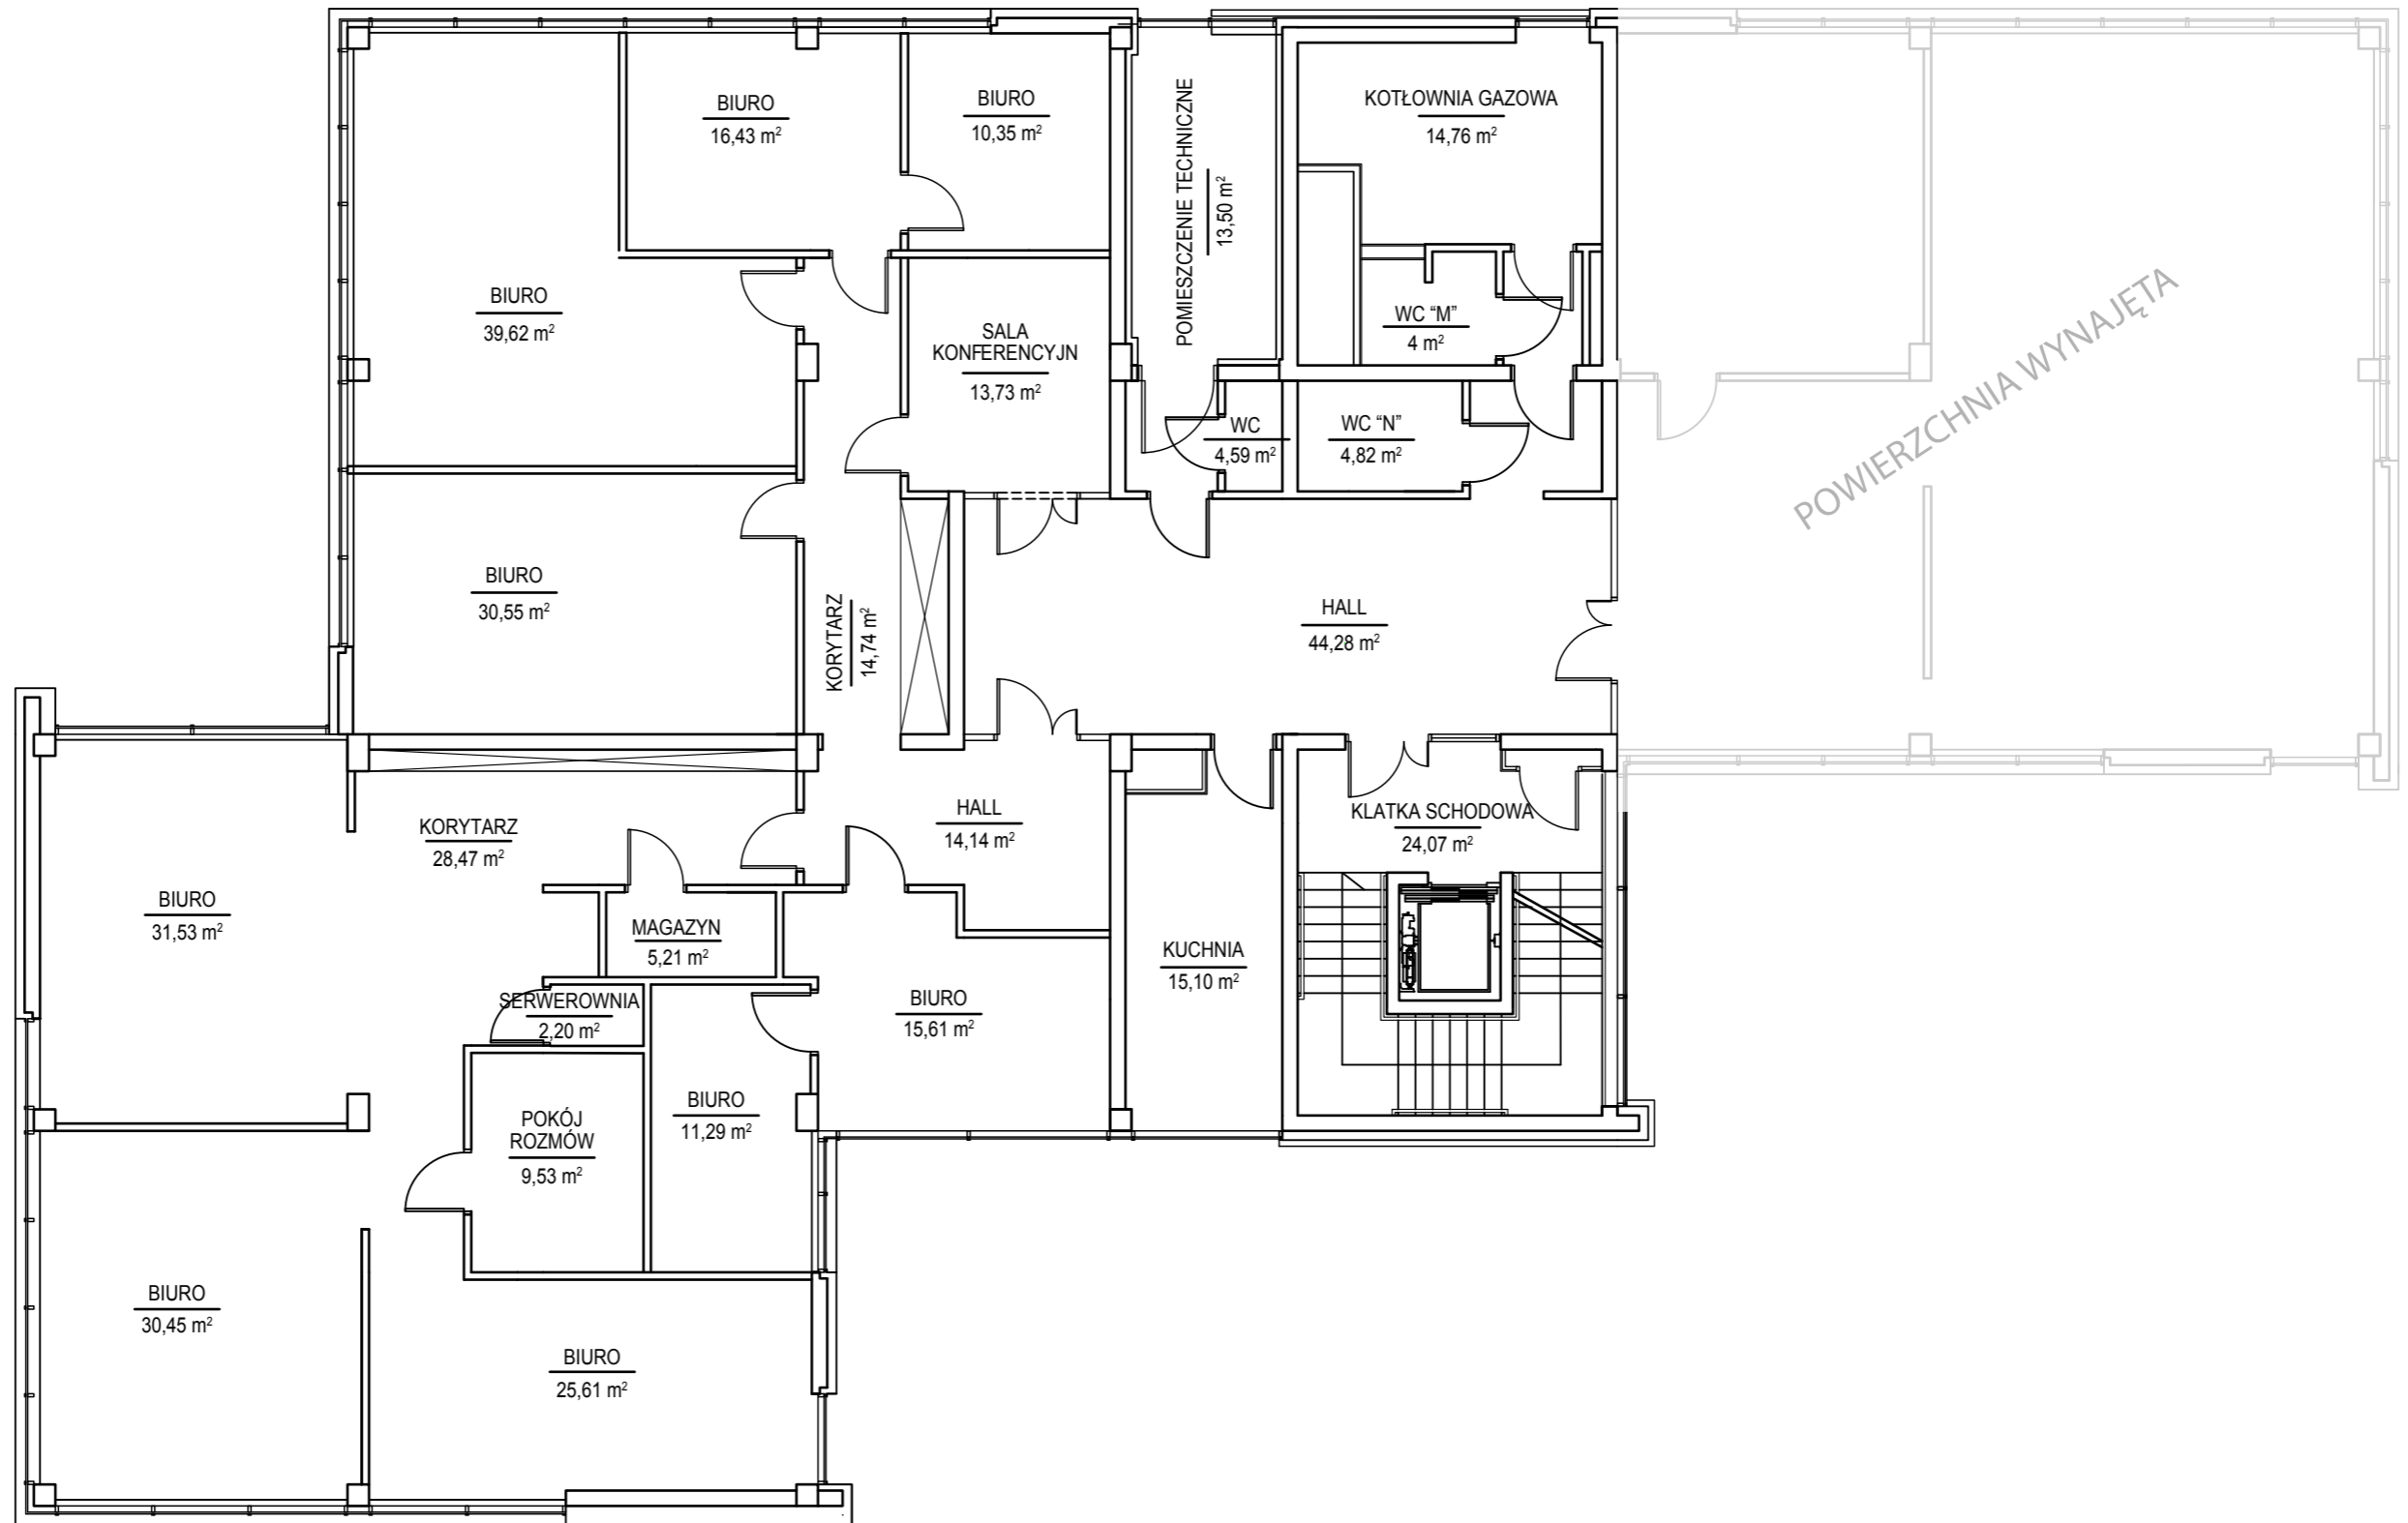 BIURO
16,43 m²
BIURO
10,35 m²
POMIESZCZENIE TECHNICZNE
13,50 m²
KOTŁOWNIA GAZOWA
14,76 m²
BIURO
39,62 m²
SALA
KONFERENCYJN
13,73 m²
WC “M”
4 m²
WC
4,59 m²
WC “N”
4,82 m²
POWIERZCHNIA WYNAJĘTA
BIURO
30,55 m²
KORYTARZ
14,74 m²
HALL
44,28 m²
KORYTARZ
28,47 m²
HALL
14,14 m²
KLATKA SCHODOWA
24,07 m²
BIURO
31,53 m²
MAGAZYN
5,21 m²
KUCHNIA
15,10 m²
SERWEROWNIA
2,20 m²
BIURO
15,61 m²
POKÓJ
ROZMÓW
9,53 m²
BIURO
11,29 m²
BIURO
30,45 m²
BIURO
25,61 m²